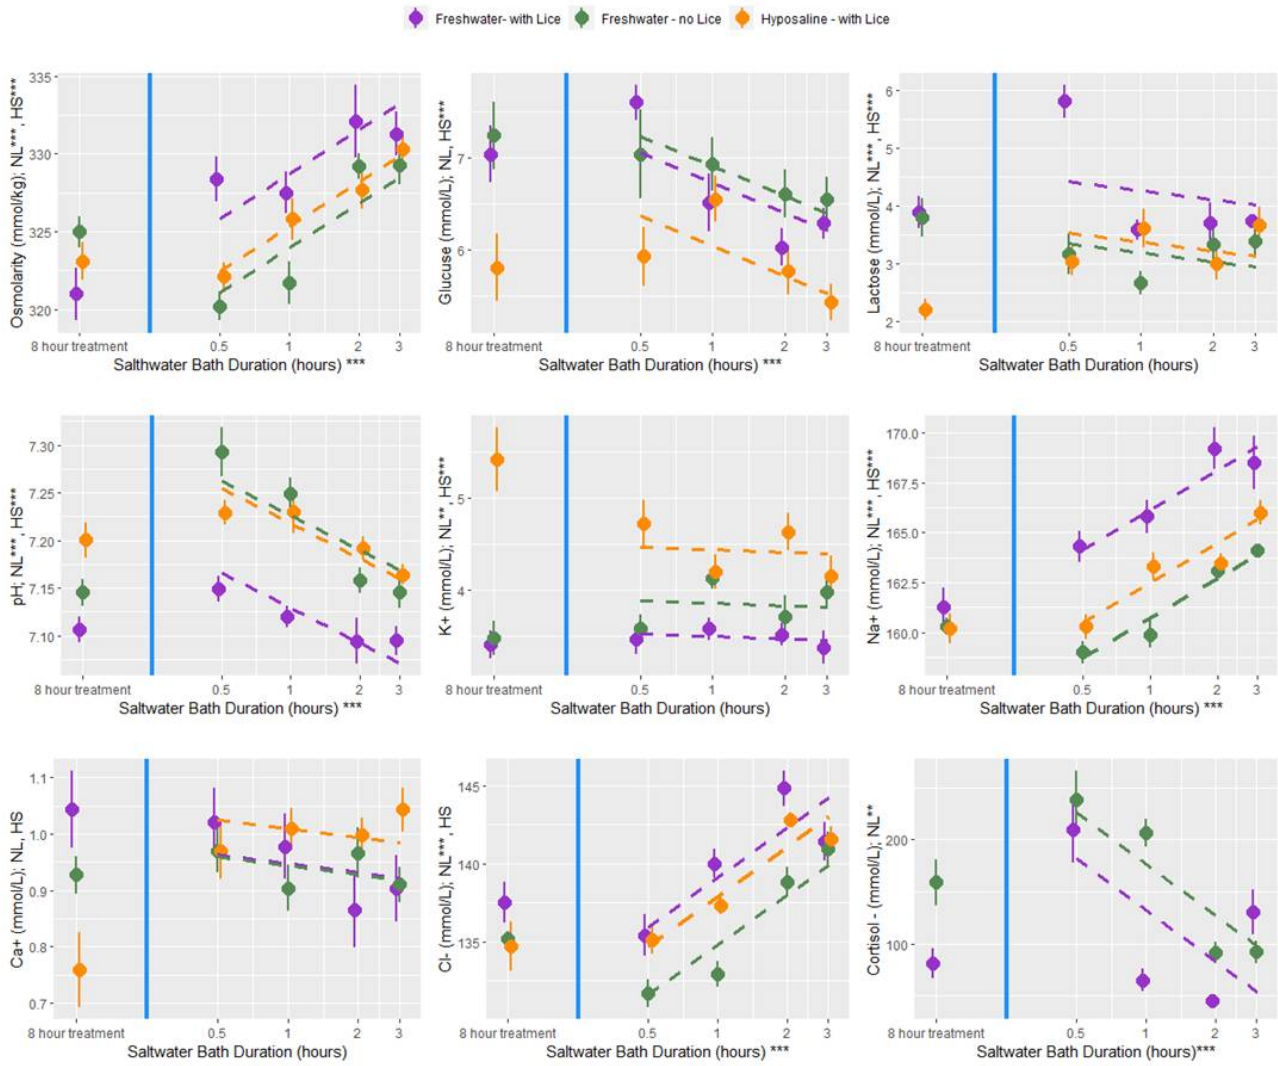 Freshwater- with Lice Freshwater - no Lice Hyposaline - with Lice
Osmolarity (mmol/kg); NL***, HS***
335
330
325
320
8 hour treatment 0.5 1 2 3
Salthwater Bath Duration (hours) ***
Glucuse (mmol/L); NL, HS***
7
6
8 hour treatment 0.5 1 2 3
Saltwater Bath Duration (hours) ***
Lactose (mmol/L); NL***, HS***
6
5
4
3
2
8 hour treatment 0.5 1 2 3
Saltwater Bath Duration (hours)
pH; NL***, HS***
7.30
7.25
7.20
7.15
7.10
8 hour treatment 0.5 1 2 3
Saltwater Bath Duration (hours) ***
K+ (mmol/L); NL**, HS***
5
4
8 hour treatment 0.5 1 2 3
Saltwater Bath Duration (hours)
Na+ (mmol/L); NL***, HS***
170.0
167.5
165.0
162.5
160.0
8 hour treatment 0.5 1 2 3
Saltwater Bath Duration (hours) ***
Ca+ (mmol/L); NL, HS
1.1
1.0
0.9
0.8
0.7
8 hour treatment 0.5 1 2 3
Saltwater Bath Duration (hours)
Cl- (mmol/L); NL***, HS
145
140
135
8 hour treatment 0.5 1 2 3
Saltwater Bath Duration (hours) ***
Cortisol - (mmol/L); NL**
200
100
8 hour treatment 0.5 1 2 3
Saltwater Bath Duration (hours)***